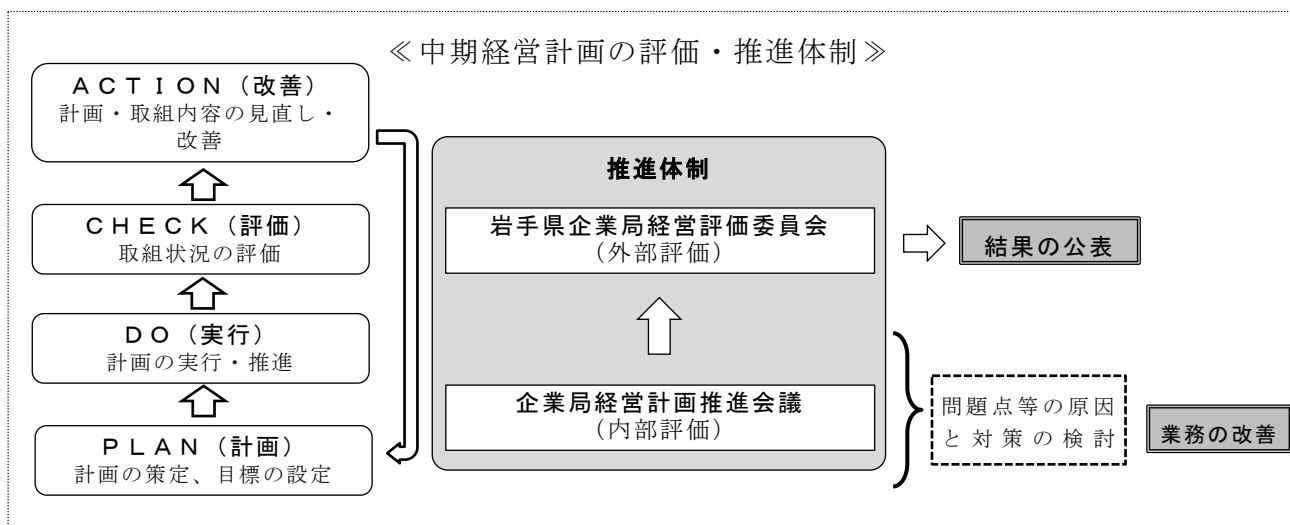 ≪中期経営計画の評価・推進体制≫
ＡＣＴＩＯＮ（改善）
計画・取組内容の見直し・
改善
ＣＨＥＣＫ（評価）
取組状況の評価
ＤＯ（実行）
計画の実行・推進
ＰＬＡＮ（計画）
計画の策定、目標の設定
推進体制
岩手県企業局経営評価委員会
（外部評価）
企業局経営計画推進会議
（内部評価）
結果の公表
問題点等の原因
と対策の検討
業務の改善